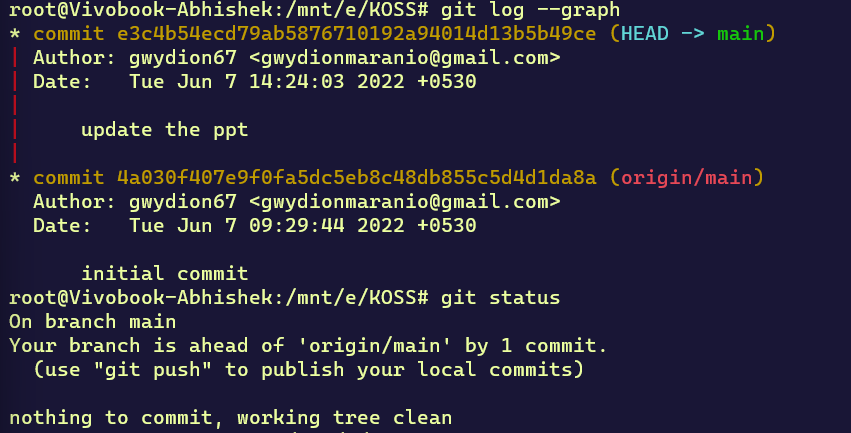 root@Vivobook-Abhishek:/mnt/e/KOSS# git log --graph
* commit e3c4b54ecd79ab5876710192a94014d13b5b49ce (HEAD -> main)
| Author: gwydion67 <gwydionmaranio@gmail.com>
| Date:   Tue Jun 7 14:24:03 2022 +0530
|
|     update the ppt
|
* commit 4a030f407e9f0fa5dc5eb8c48db855c5d4d1da8a (origin/main)
  Author: gwydion67 <gwydionmaranio@gmail.com>
  Date:   Tue Jun 7 09:29:44 2022 +0530

      initial commit
root@Vivobook-Abhishek:/mnt/e/KOSS# git status
On branch main
Your branch is ahead of 'origin/main' by 1 commit.
  (use "git push" to publish your local commits)

nothing to commit, working tree clean